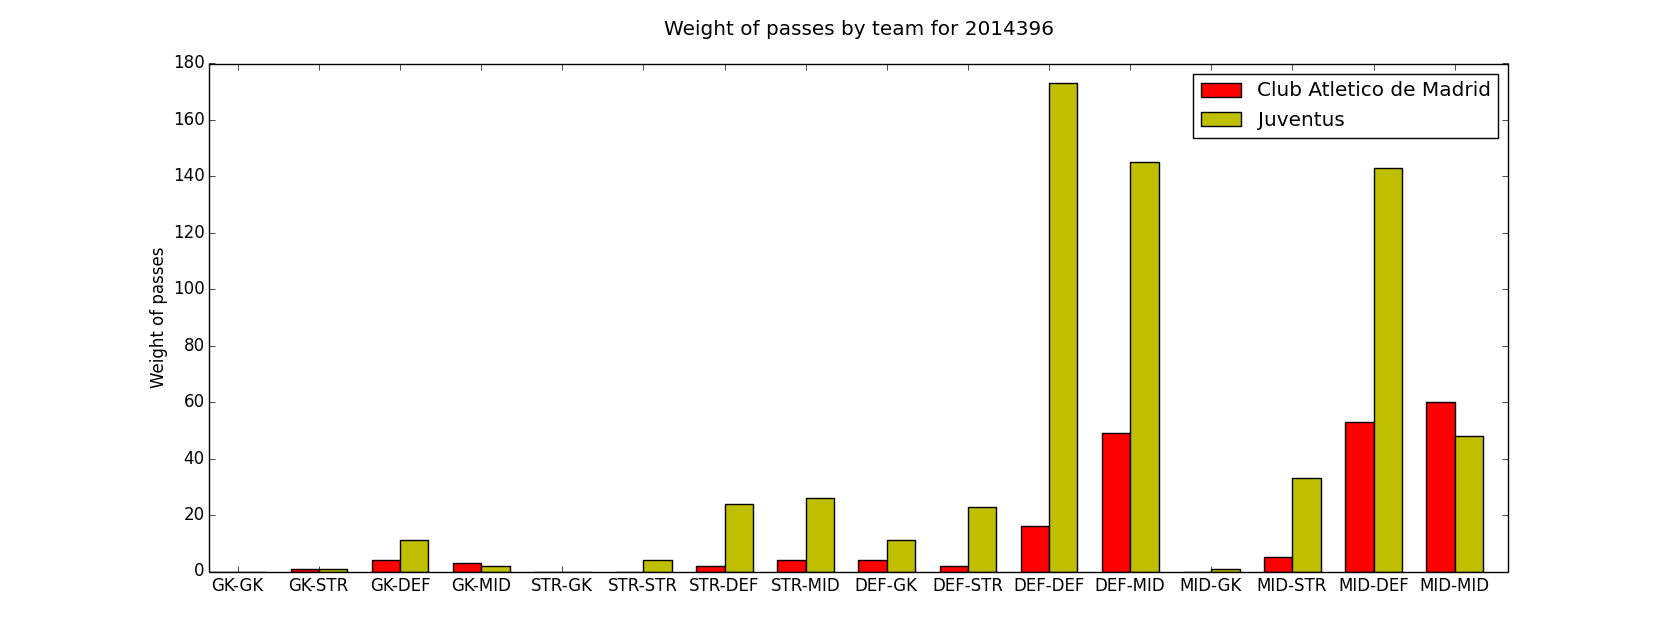 Weight of passes by team for 2014396
Club Atletico de Madrid
Juventus
Weight of passes
180
160
140
120
100
80
60
40
20
0
GK-GK GK-STR GK-DEF GK-MID STR-GK STR-STR STR-DEF STR-MID DEF-GK DEF-STR DEF-DEF DEF-MID MID-GK MID-STR MID-DEF MID-MID